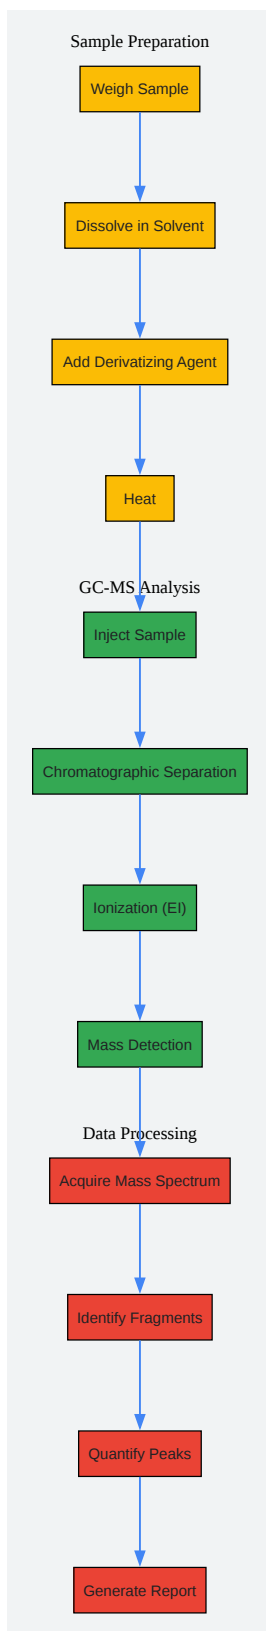 Sample Preparation
Weigh Sample
Dissolve in Solvent
Add Derivatizing Agent
Heat
GC-MS Analysis
Inject Sample
Chromatographic Separation
Ionization (EI)
Mass Detection
Data Processing
Acquire Mass Spectrum
Identify Fragments
Quantify Peaks
Generate Report